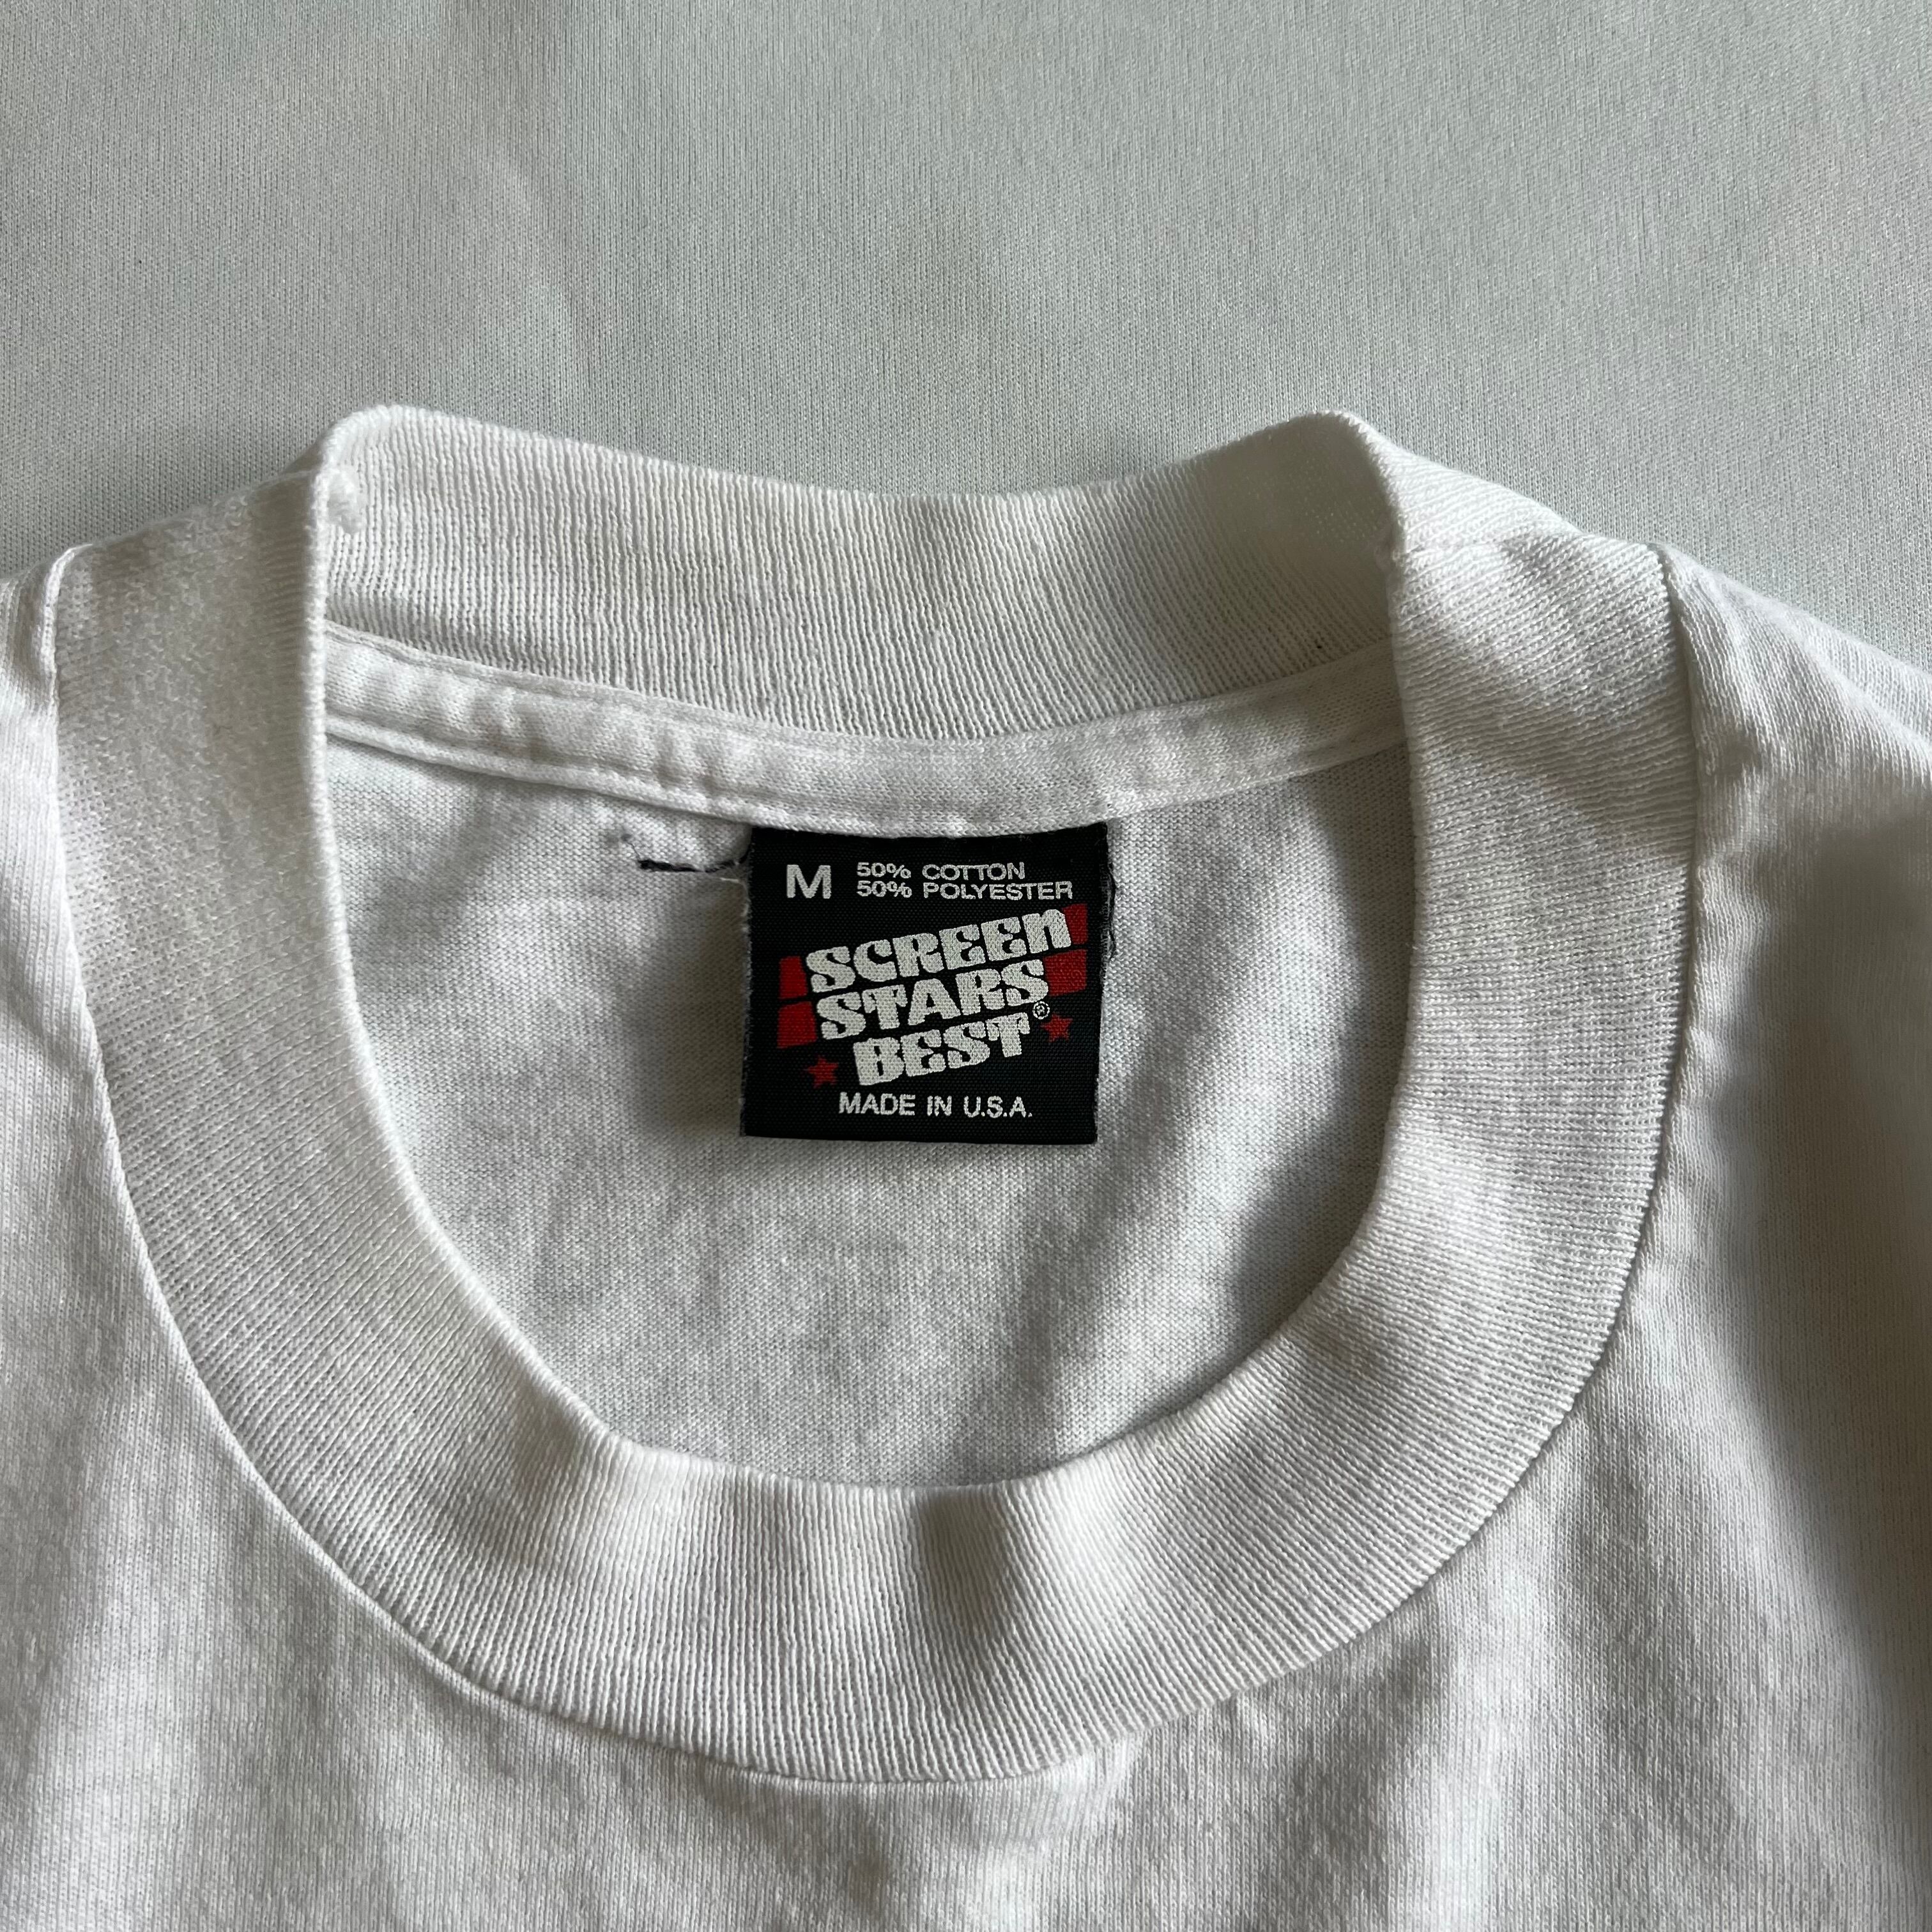 M 50% COTTON
50% POLYESTER
SCREEN
STARS
BEST®
MADE IN U.S.A.